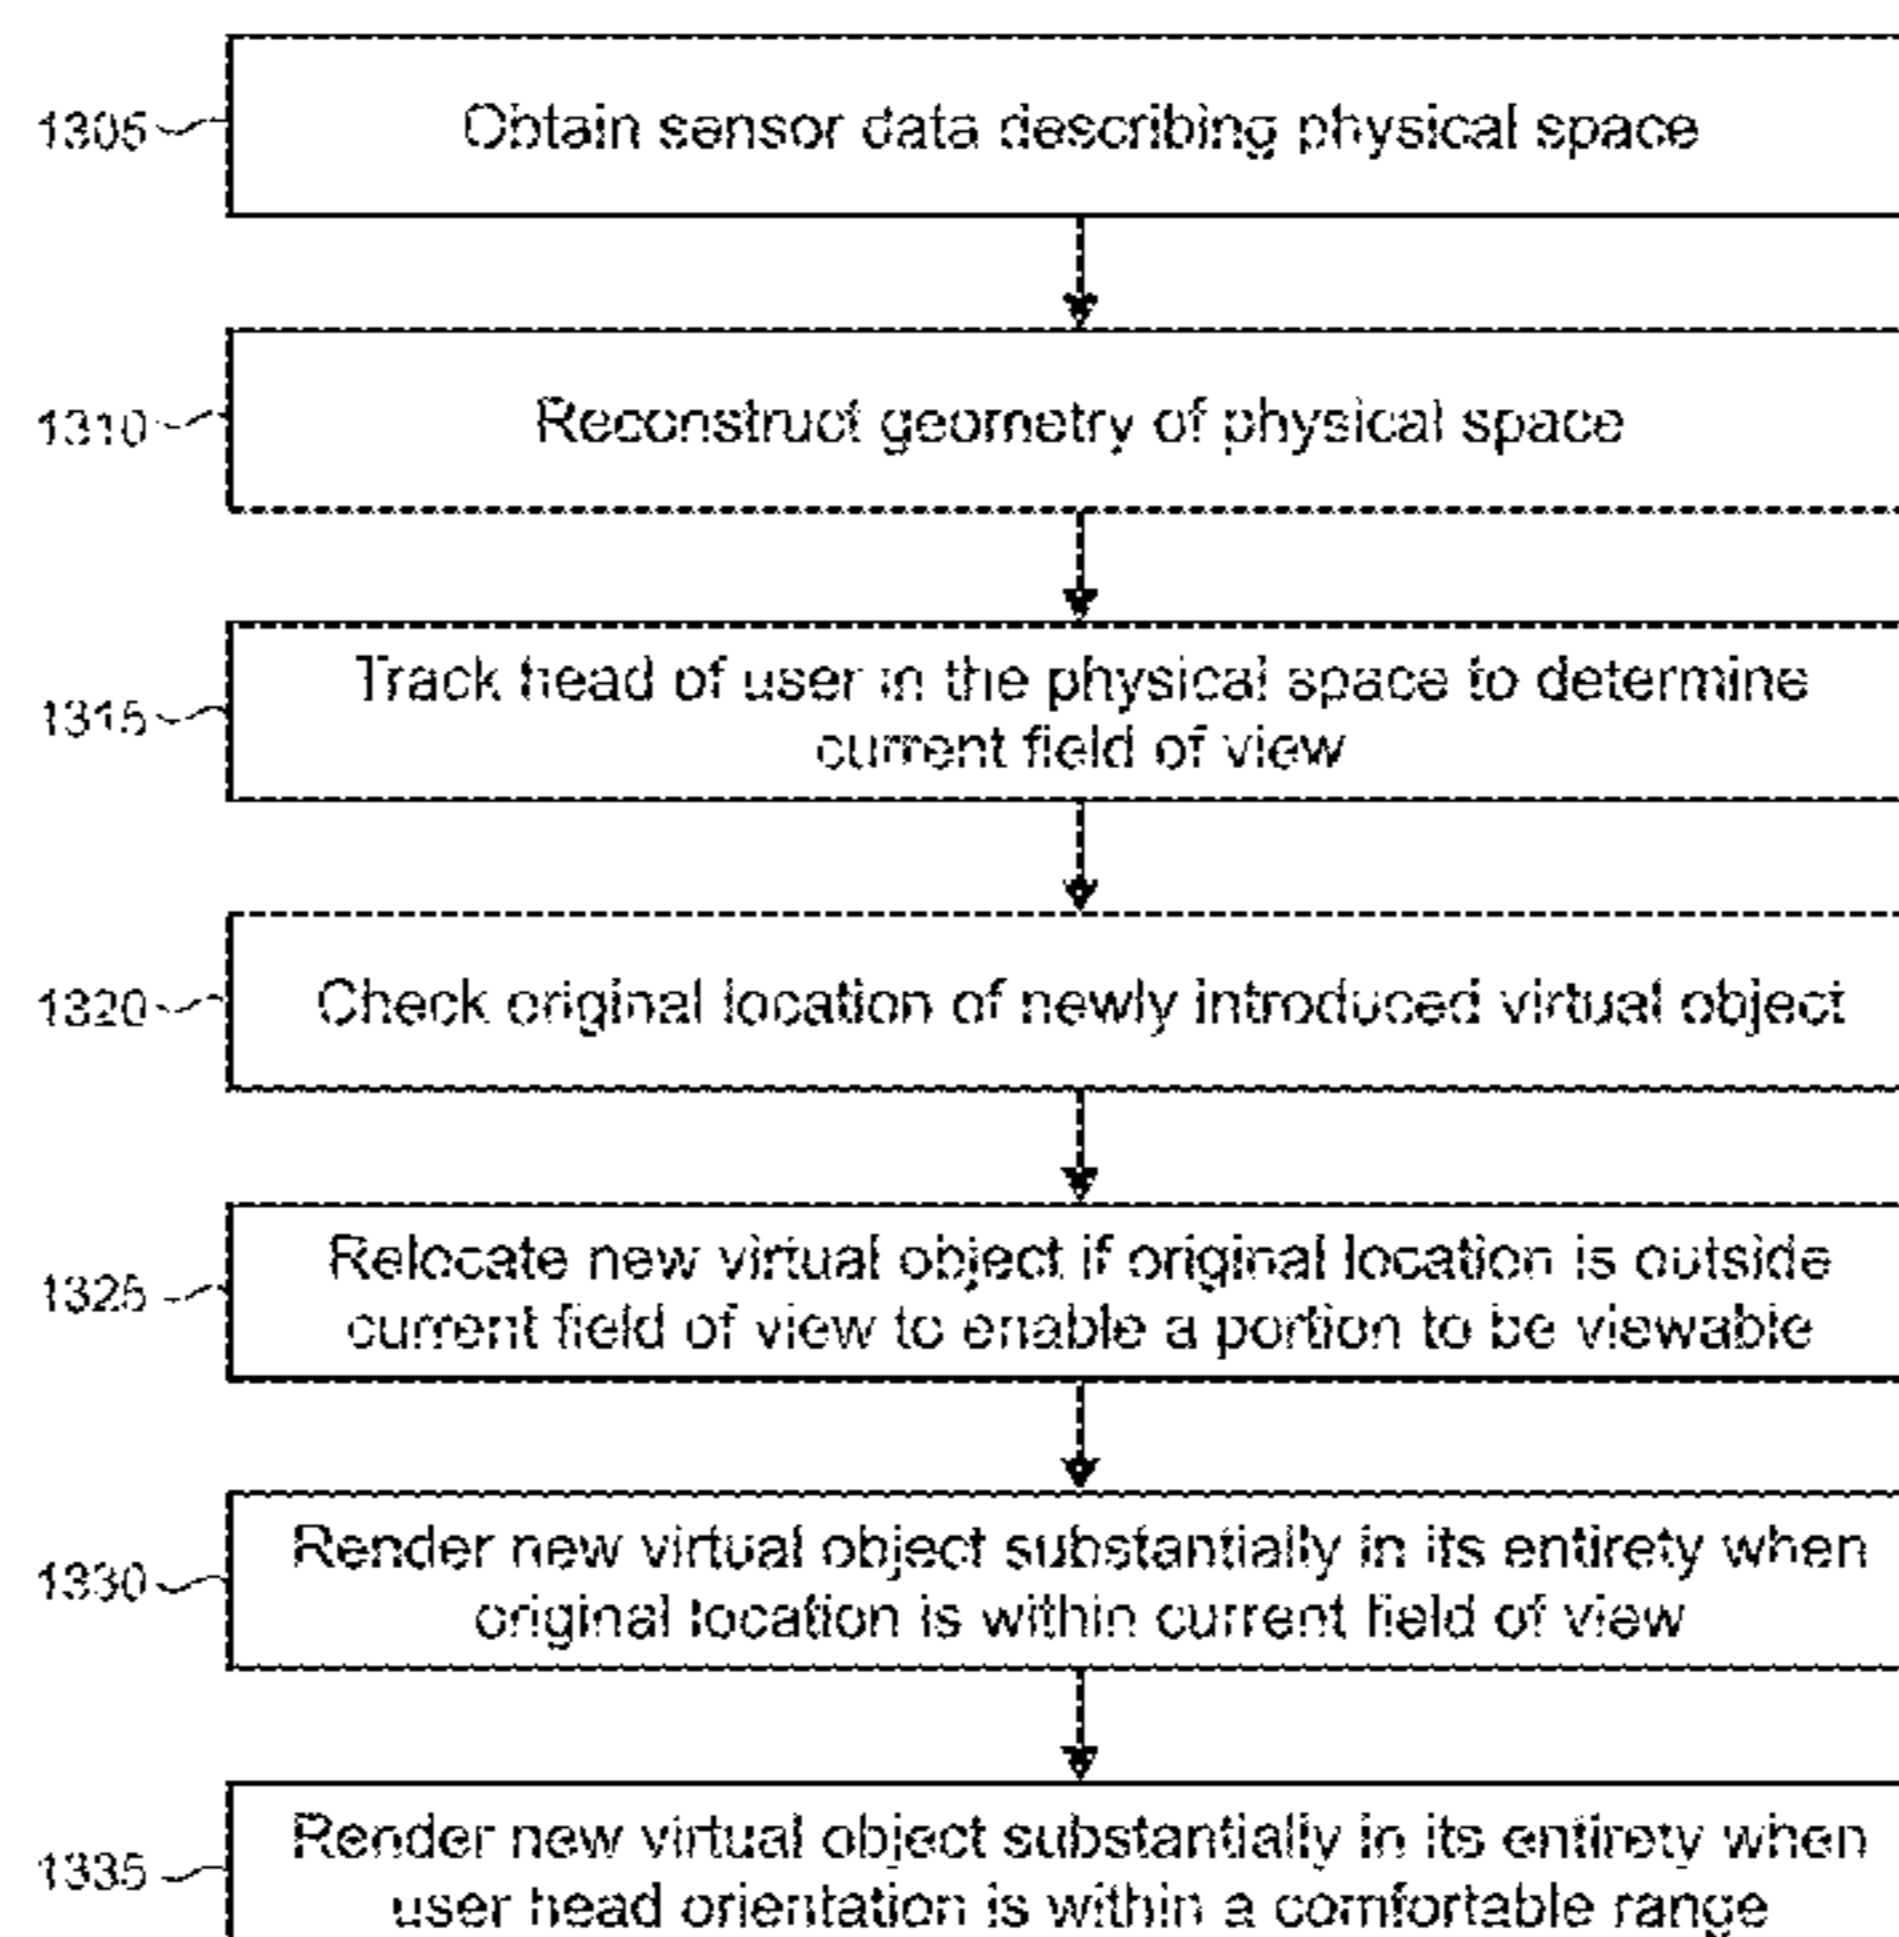 1305
Obtain sensor data describing physical space
1310
Reconstruct geometry of physical space
1315
Track head of user in the physical space to determine
current field of view
1320
Check original location of newly introduced virtual object
1325
Relocate new virtual object if original location is outside
current field of view to enable a portion to be viewable
1330
Render new virtual object substantially in its entirety when
original location is within current field of view
1335
Render new virtual object substantially in its entirety when
user head orientation is within a comfortable range